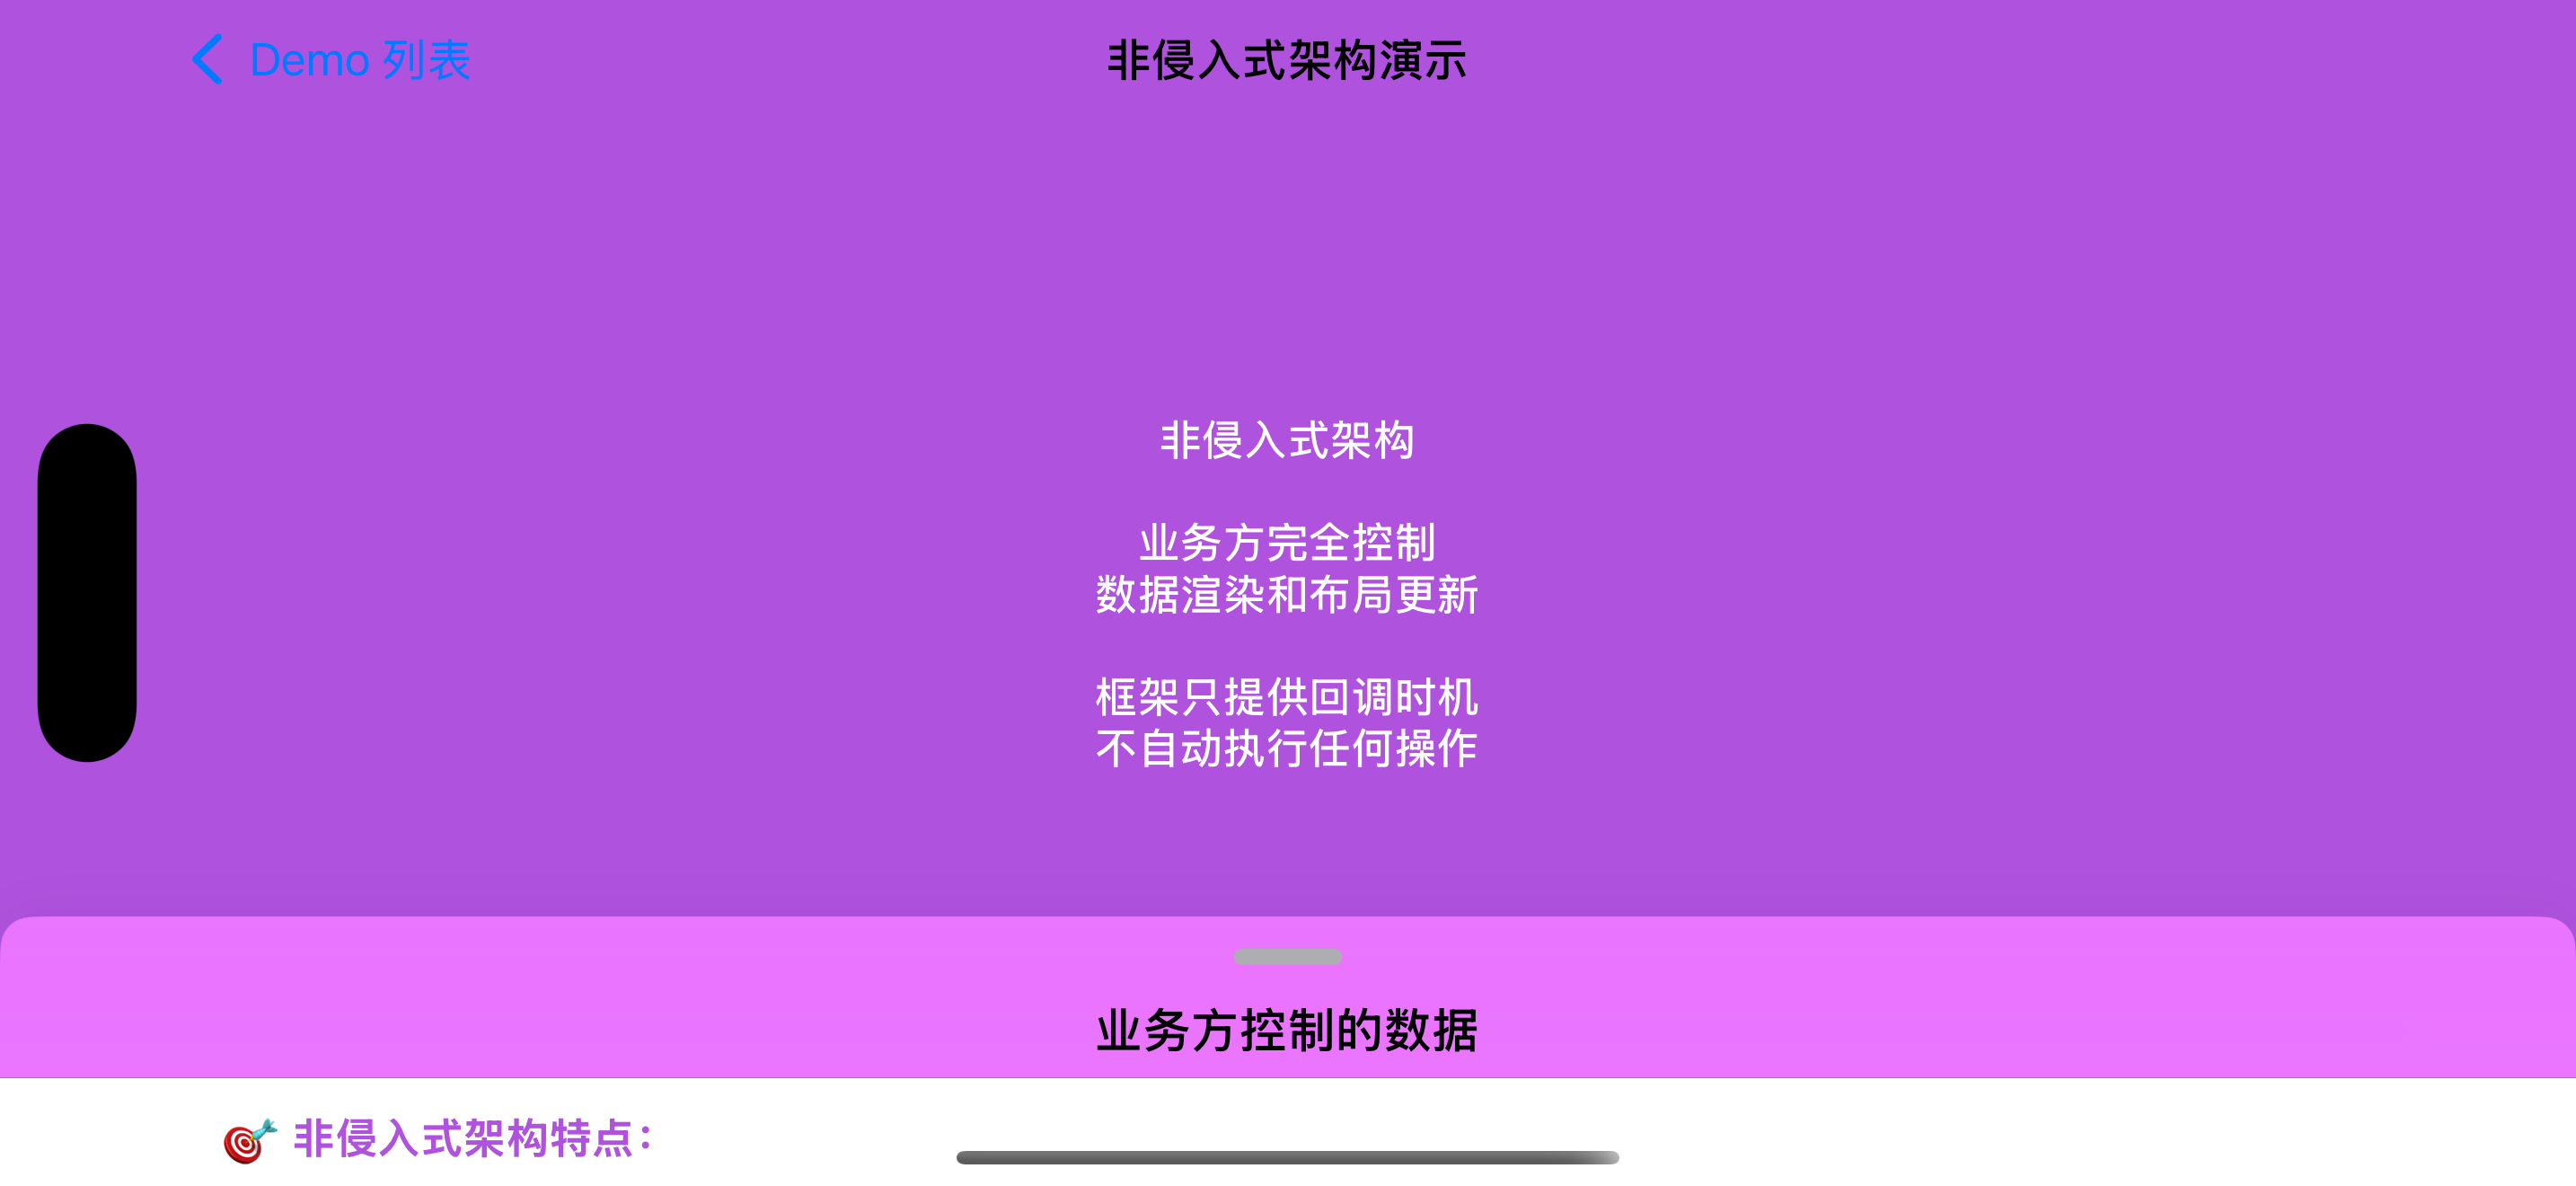 Demo 列表
非侵入式架构演示
非侵入式架构
业务方完全控制
数据渲染和布局更新
框架只提供回调时机
不自动执行任何操作
业务方控制的数据
🎯 非侵入式架构特点：